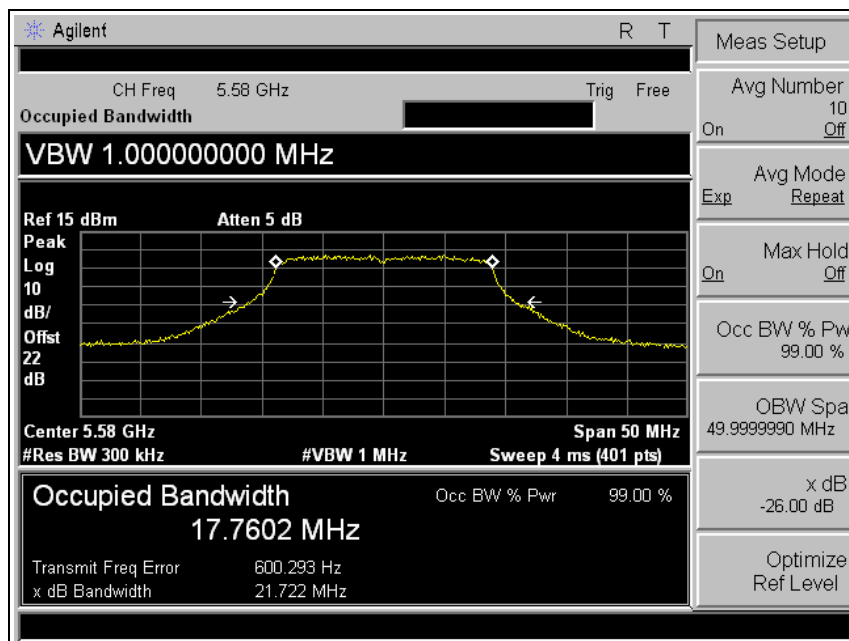 Agilent R T
CH Freq 5.58 GHz Trig Free
Occupied Bandwidth
VBW 1.000000000 MHz
Ref 15 dBm Atten 5 dB
Peak
Log
10
dB/
Offst
22
dB
Center 5.58 GHz Span 50 MHz
#Res BW 300 kHz #VBW 1 MHz Sweep 4 ms (401 pts)
Occupied Bandwidth Occ BW % Pwr 99.00 %
17.7602 MHz
Transmit Freq Error 600.293 Hz
x dB Bandwidth 21.722 MHz
Meas Setup
Avg Number
10
On Off
Avg Mode
Exp Repeat
Max Hold
On Off
Occ BW % Pw
99.00 %
OBW Spa
49.9999990 MHz
x dB
-26.00 dB
Optimize
Ref Level